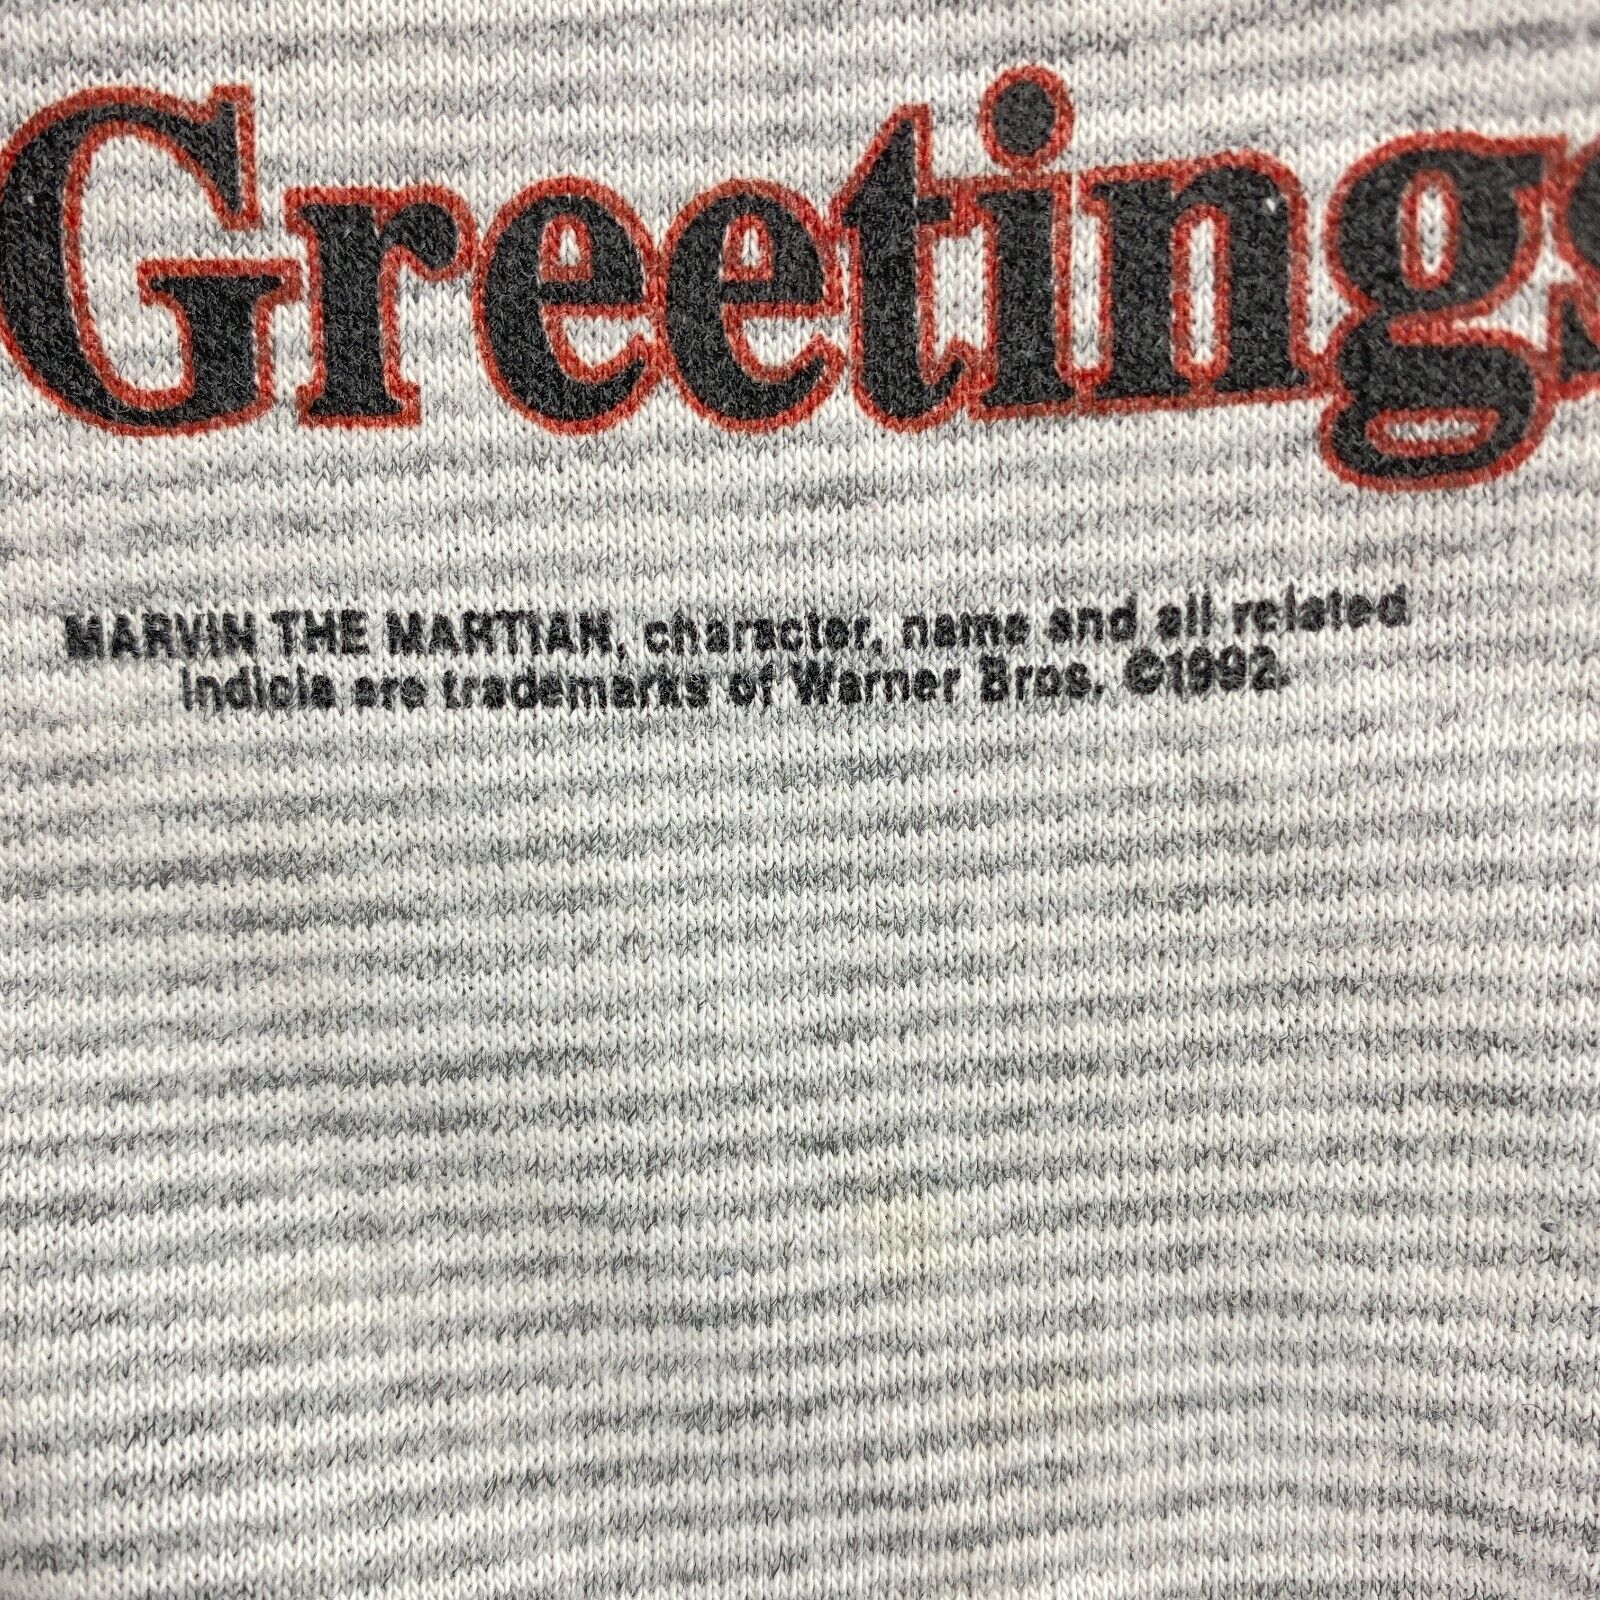 Greetings
MARVIN THE MARTIAN, character, name and all related
indicia are trademarks of Warner Bros. ©1992.